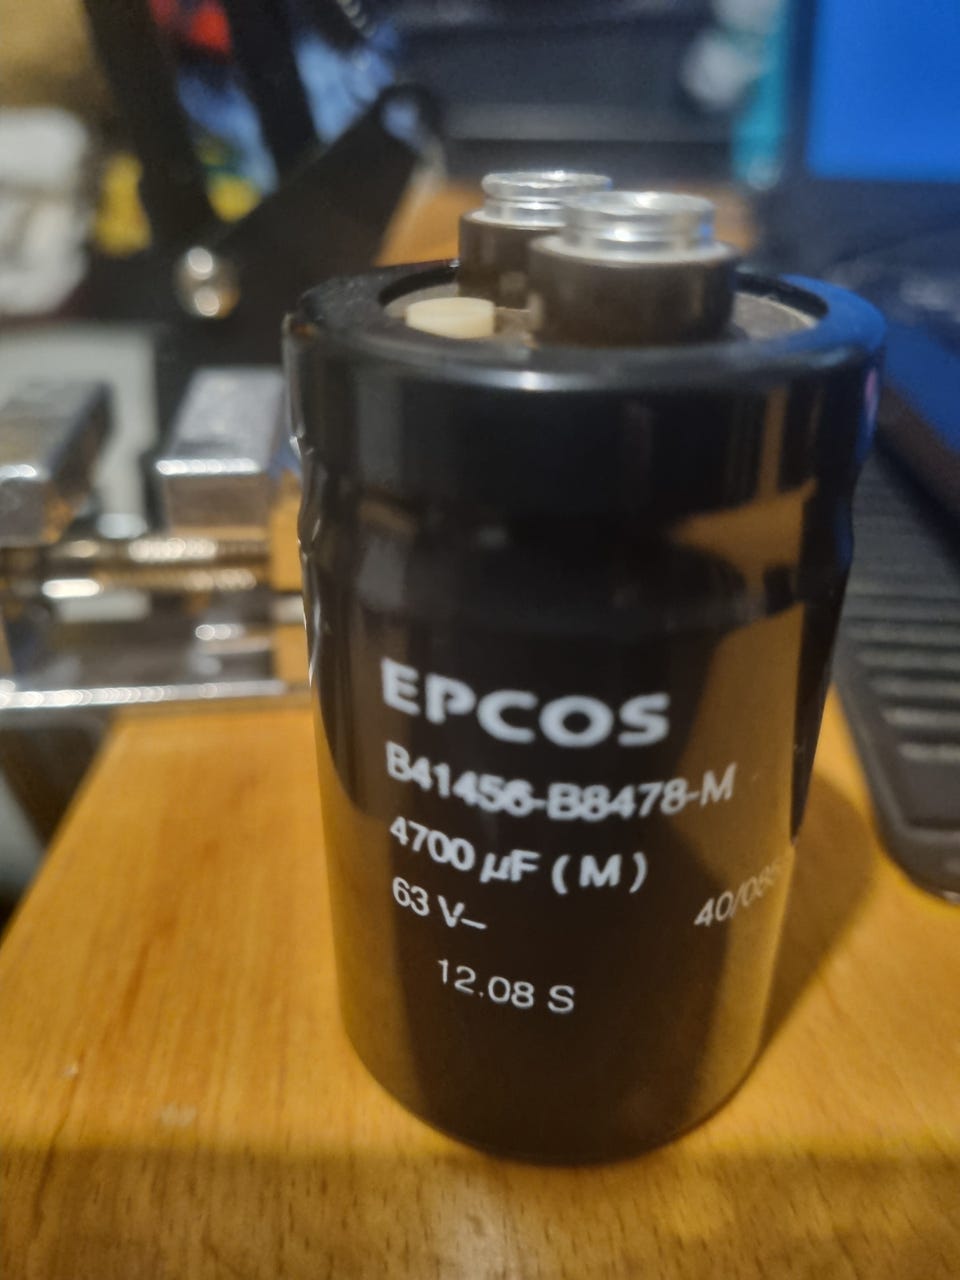 EPCOS
B41456-B8478-M
4700 µF (M)
63 V–
12.08 S